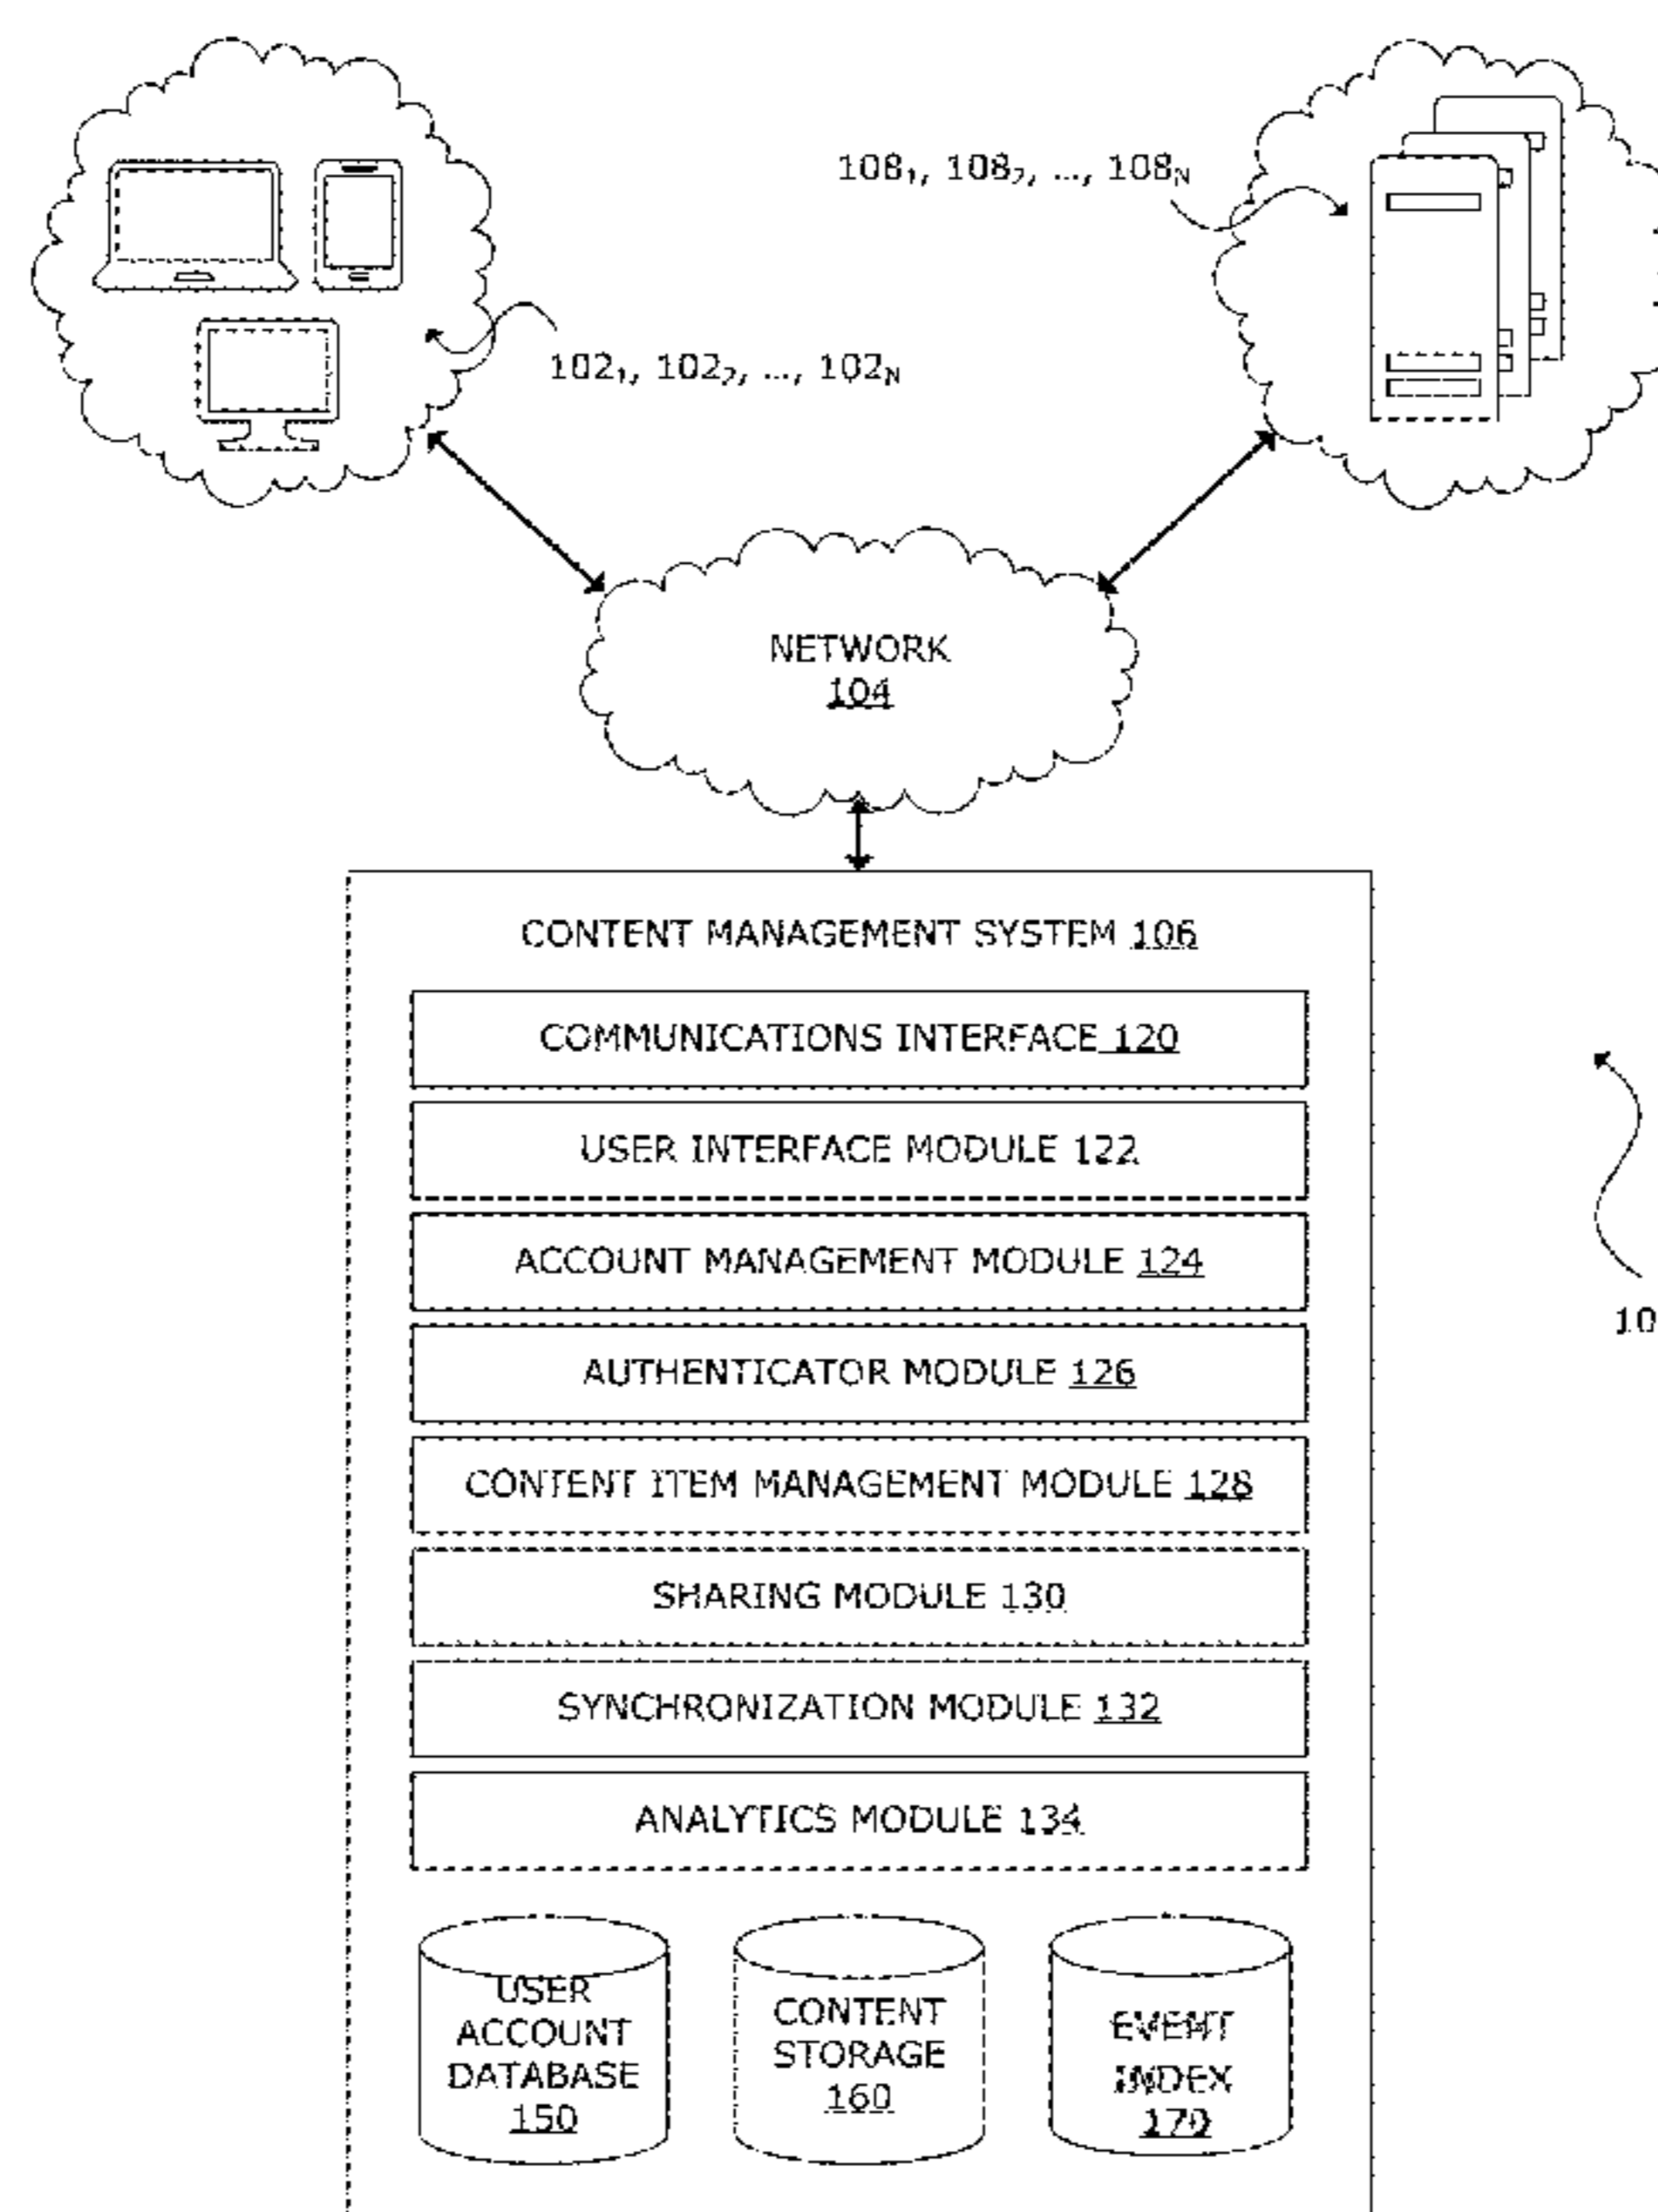 108₁, 108₂, ..., 108N
102₁, 102₂, ..., 102N
NETWORK
104
CONTENT MANAGEMENT SYSTEM 106
COMMUNICATIONS INTERFACE 120
USER INTERFACE MODULE 122
ACCOUNT MANAGEMENT MODULE 124
10
AUTHENTICATOR MODULE 126
CONTENT ITEM MANAGEMENT MODULE 128
SHARING MODULE 130
SYNCHRONIZATION MODULE 132
ANALYTICS MODULE 134
USER
ACCOUNT
DATABASE
150
CONTENT
STORAGE
160
EVENT
INDEX
170